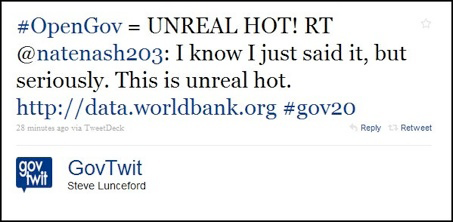 #OpenGov = UNREAL HOT! RT
@natenash203: I know I just said it, but
seriously. This is unreal hot.
http://data.worldbank.org #gov20
28 minutes ago via TweetDeck Reply Retweet
gov
twit
GovTwit
Steve Lunceford